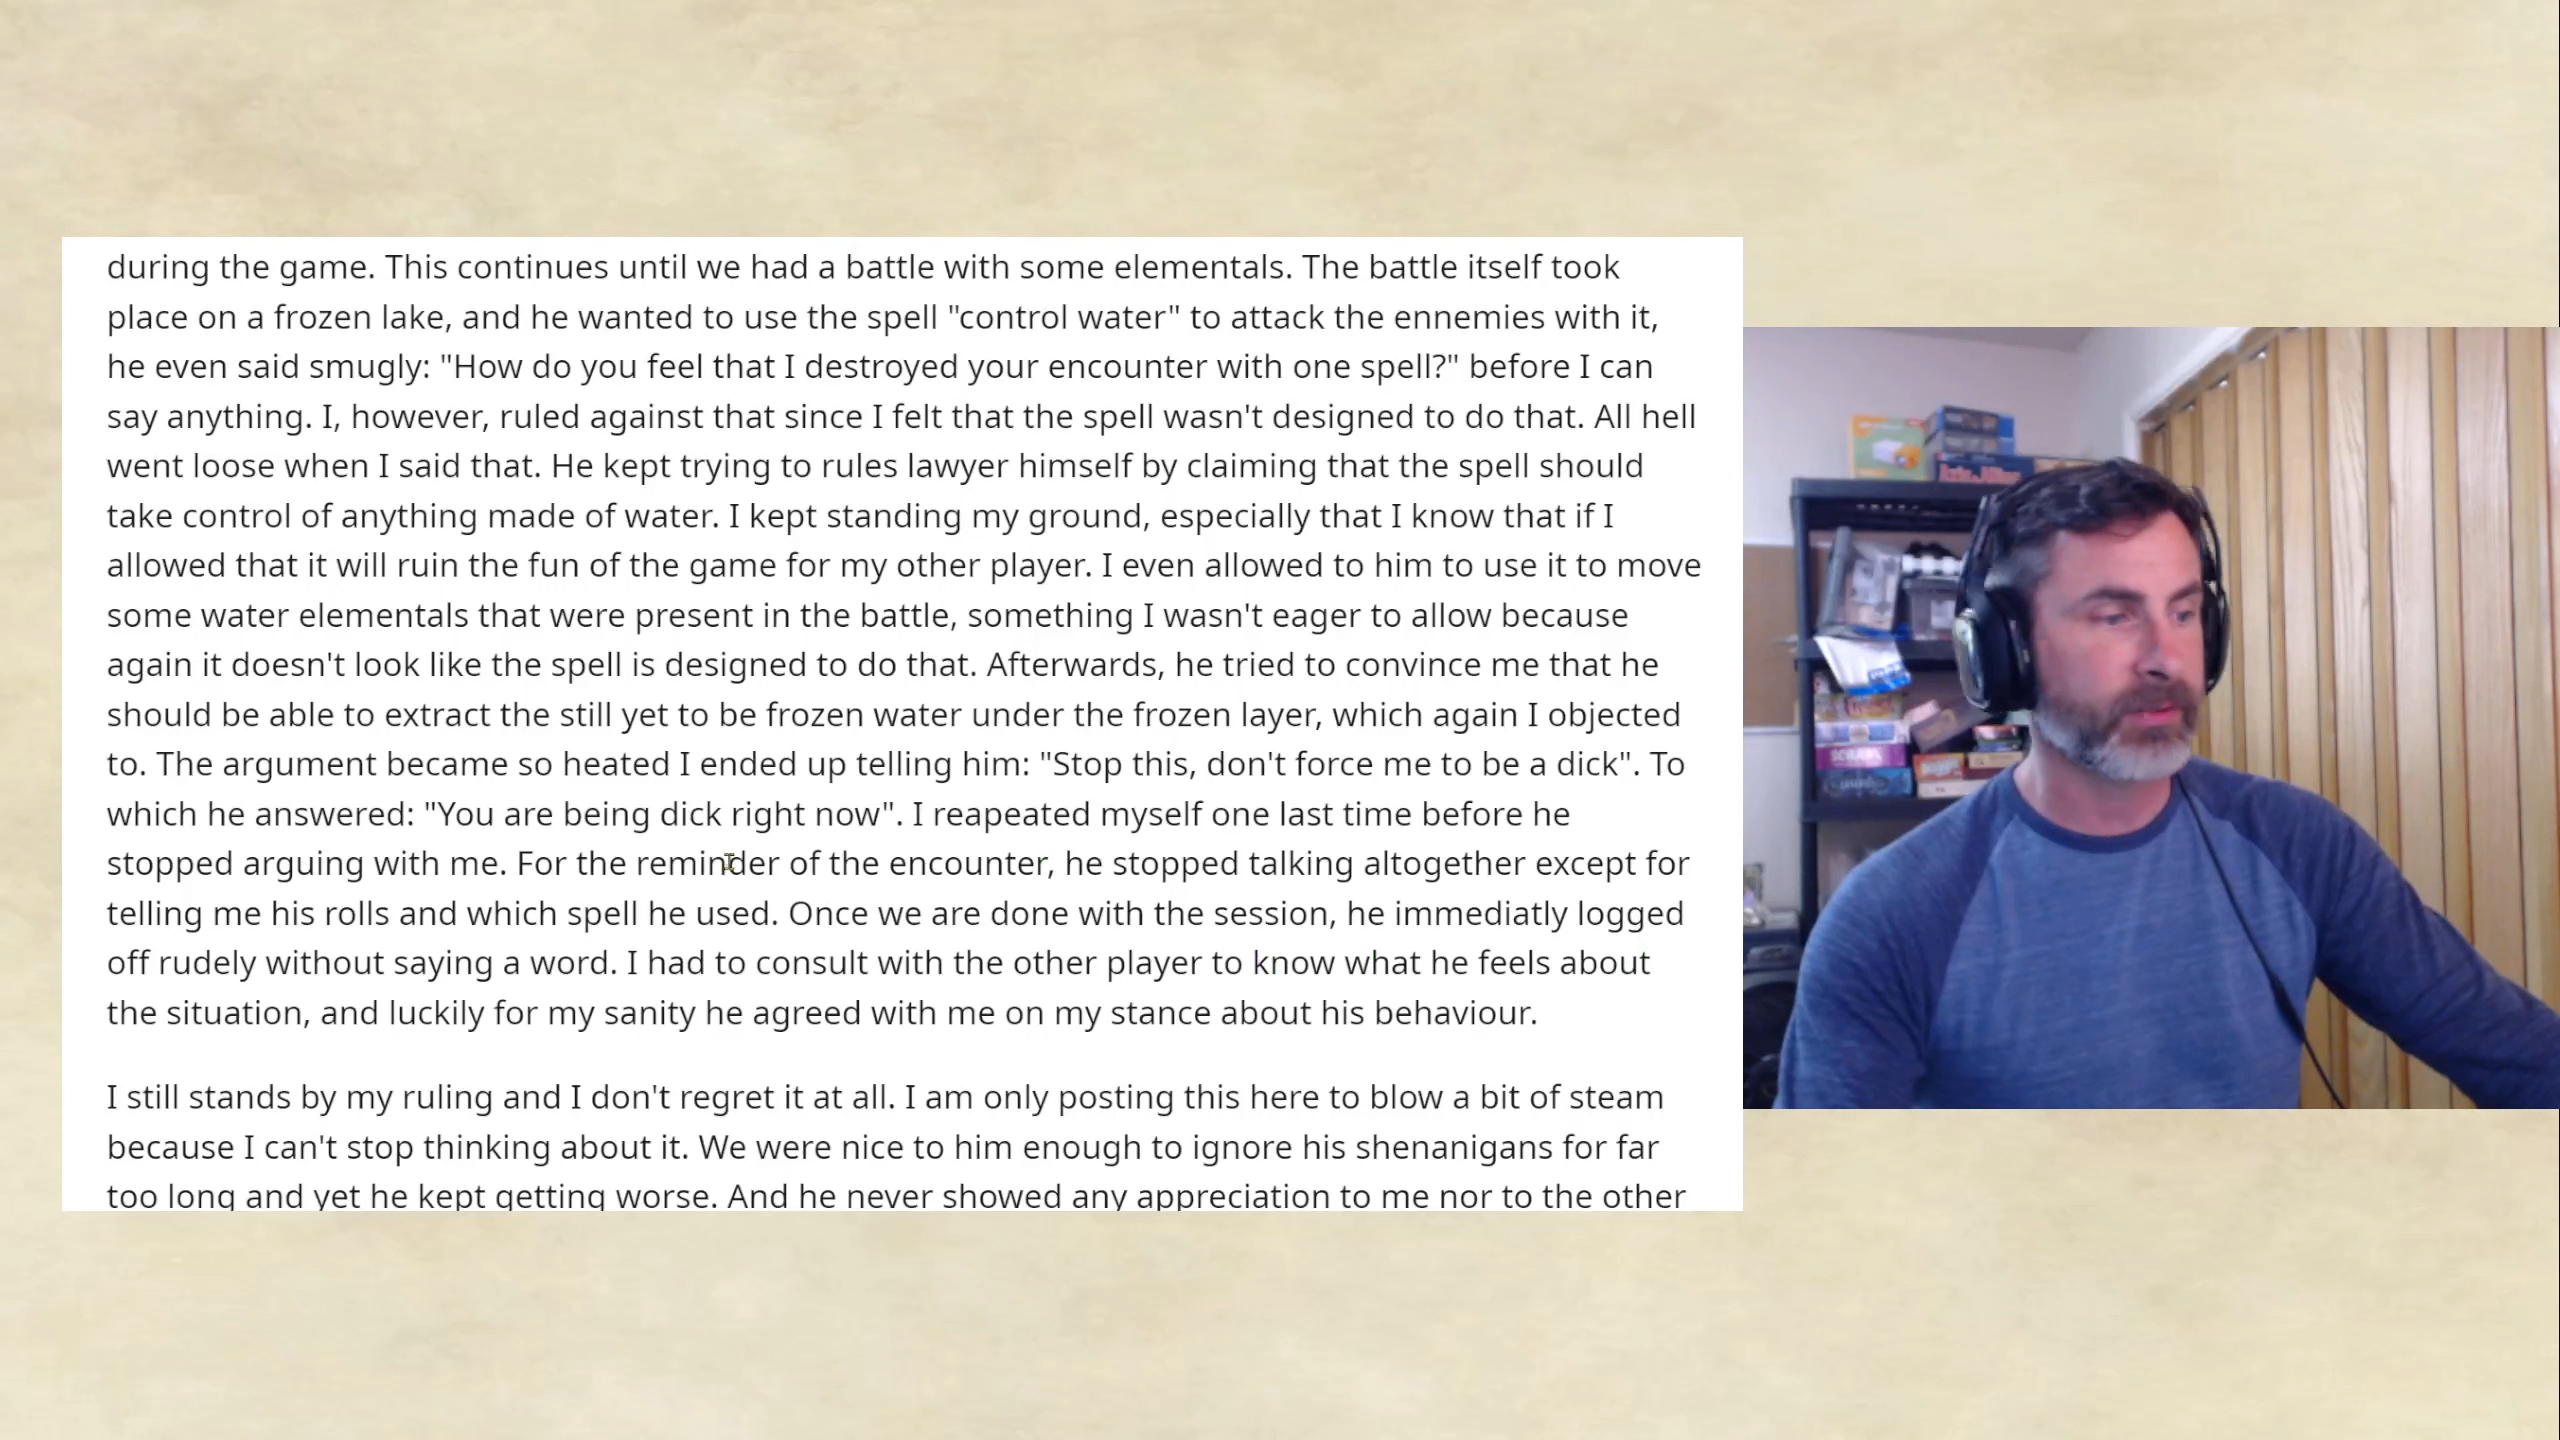 during the game. This continues until we had a battle with some elementals. The battle itself took
place on a frozen lake, and he wanted to use the spell "control water" to attack the ennemies with it,
he even said smugly: "How do you feel that I destroyed your encounter with one spell?" before I can
say anything. I, however, ruled against that since I felt that the spell wasn't designed to do that. All hell
went loose when I said that. He kept trying to rules lawyer himself by claiming that the spell should
take control of anything made of water. I kept standing my ground, especially that I know that if I
allowed that it will ruin the fun of the game for my other player. I even allowed to him to use it to move
some water elementals that were present in the battle, something I wasn't eager to allow because
again it doesn't look like the spell is designed to do that. Afterwards, he tried to convince me that he
should be able to extract the still yet to be frozen water under the frozen layer, which again I objected
to. The argument became so heated I ended up telling him: "Stop this, don't force me to be a dick". To
which he answered: "You are being dick right now". I reapeated myself one last time before he
stopped arguing with me. For the reminder of the encounter, he stopped talking altogether except for
telling me his rolls and which spell he used. Once we are done with the session, he immediatly logged
off rudely without saying a word. I had to consult with the other player to know what he feels about
the situation, and luckily for my sanity he agreed with me on my stance about his behaviour.
I still stands by my ruling and I don't regret it at all. I am only posting this here to blow a bit of steam
because I can't stop thinking about it. We were nice to him enough to ignore his shenanigans for far
too long and yet he kept getting worse. And he never showed any appreciation to me nor to the other